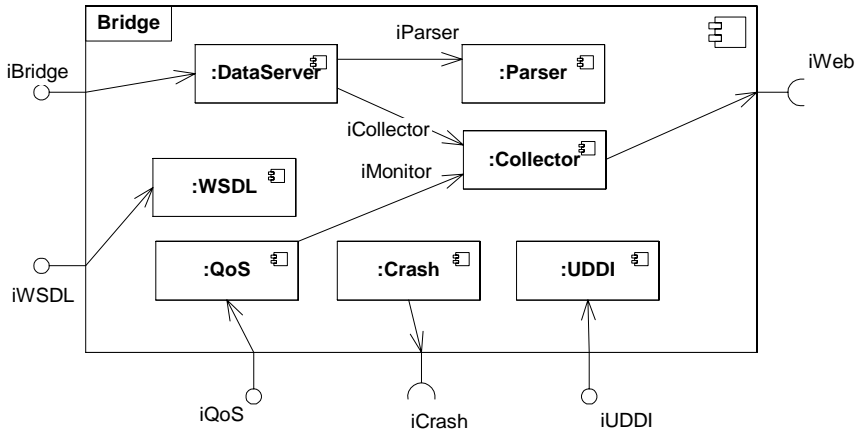 Bridge
iParser
iBridge
:DataServer
:Parser
iWeb
iCollector
:Collector
iMonitor
:WSDL
:QoS
:Crash
:UDDI
iWSDL
iQoS
iCrash
iUDDI